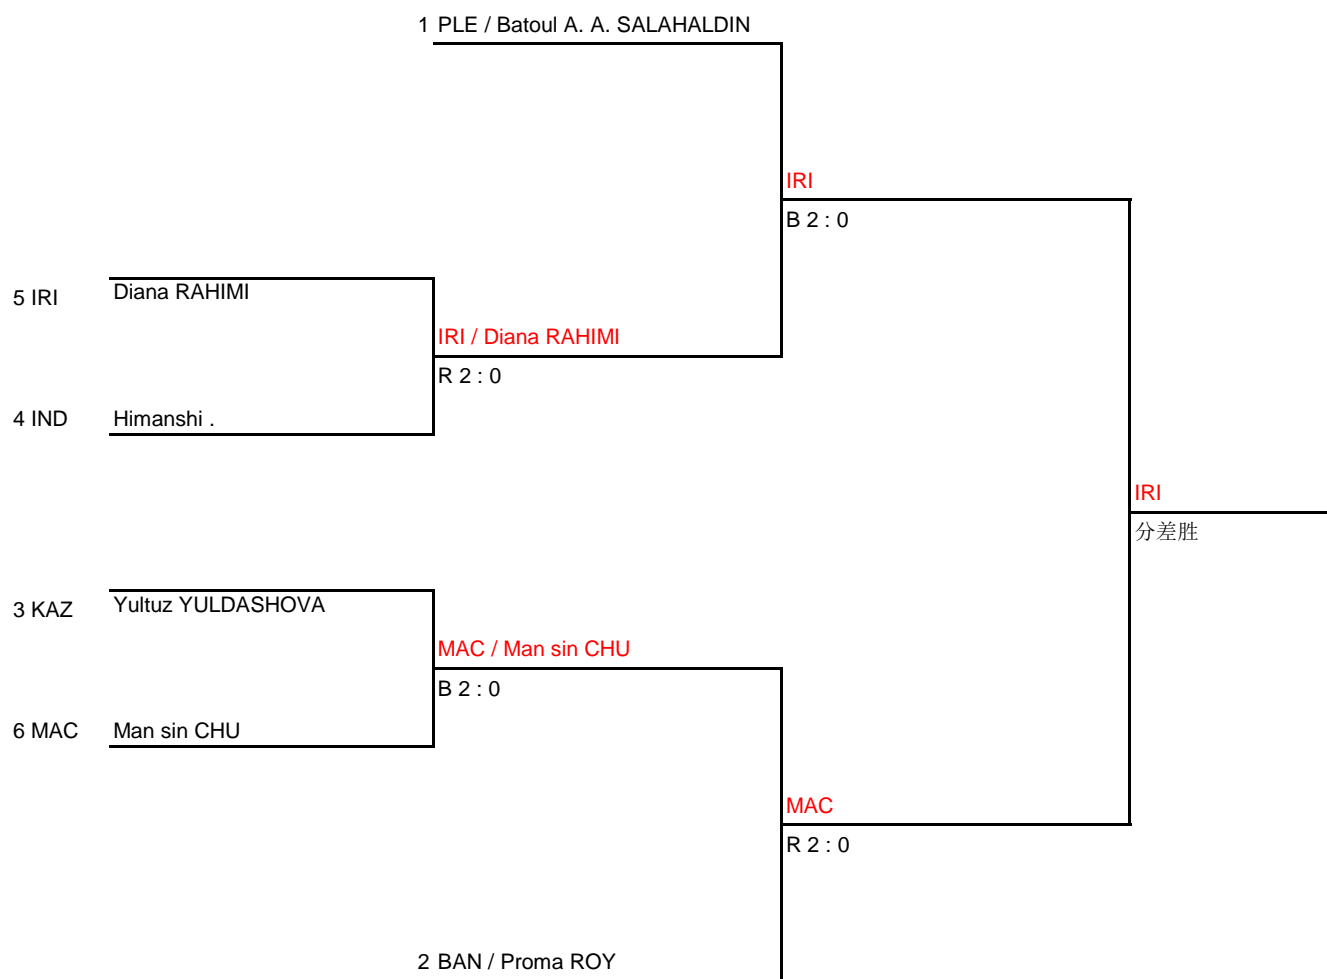 1 PLE / Batoul A. A. SALAHALDIN
IRI
B 2 : 0
5 IRI Diana RAHIMI
IRI / Diana RAHIMI
R 2 : 0
4 IND Himanshi .
IRI
分差胜
3 KAZ Yultuz YULDASHOVA
MAC / Man sin CHU
B 2 : 0
6 MAC Man sin CHU
MAC
R 2 : 0
2 BAN / Proma ROY